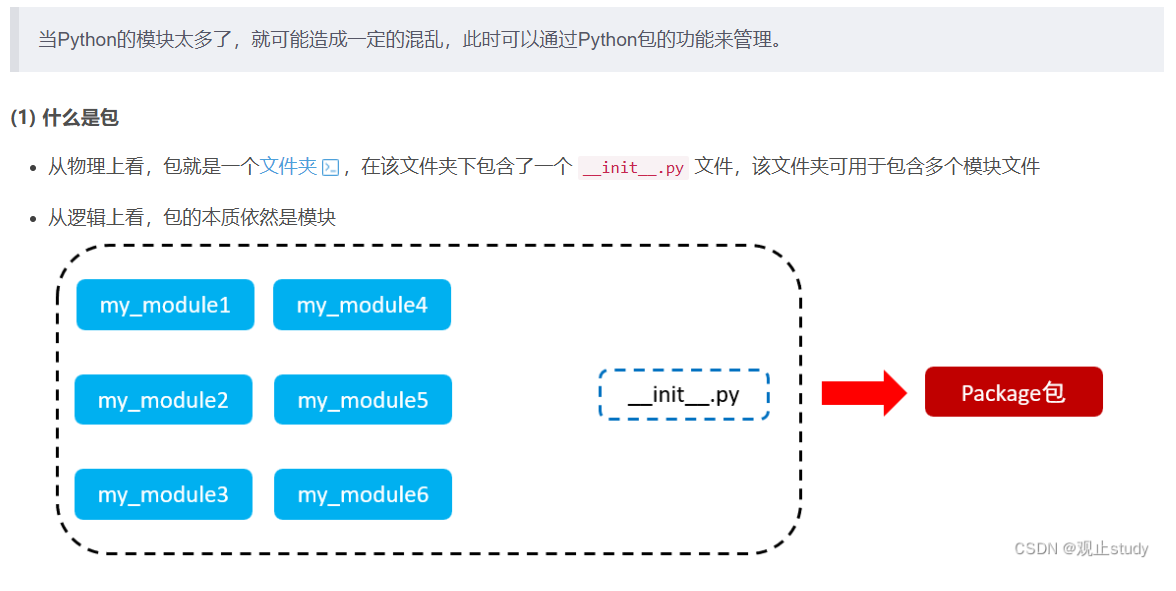 当Python的模块太多了，就可能造成一定的混乱，此时可以通过Python包的功能来管理。
(1) 什么是包
• 从物理上看，包就是一个文件夹，在该文件夹下包含了一个 __init__.py 文件，该文件夹可用于包含多个模块文件
• 从逻辑上看，包的本质依然是模块
my_module1 my_module4
my_module2 my_module5 __init__.py Package包
my_module3 my_module6
CSDN @观止study